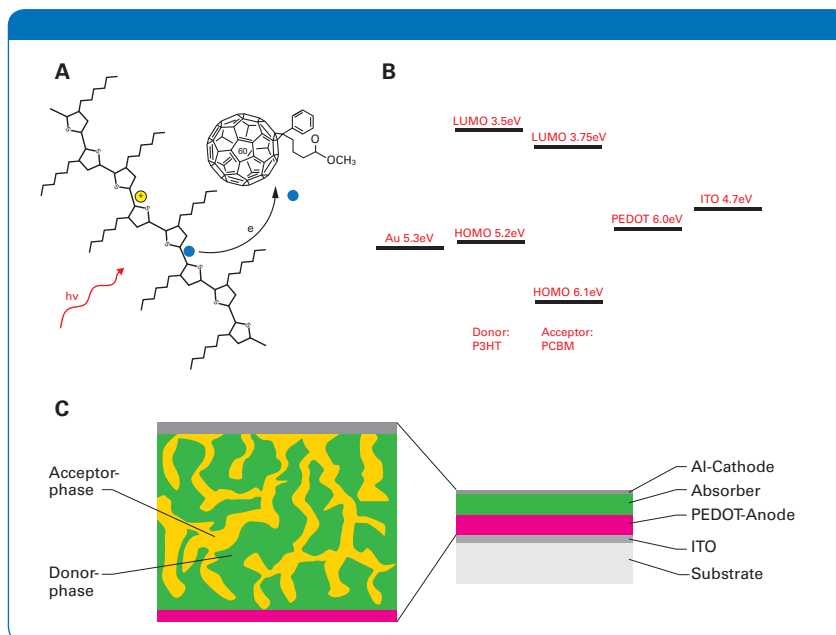 A
60
O
OCH₃
+
e
hv
S
S
S
S
S
S
S
S
B
LUMO 3.5eV
LUMO 3.75eV
ITO 4.7eV
PEDOT 6.0eV
Au 5.3eV
HOMO 5.2eV
HOMO 6.1eV
Donor:
P3HT
Acceptor:
PCBM
C
Acceptor-
phase
Donor-
phase
Al-Cathode
Absorber
PEDOT-Anode
ITO
Substrate